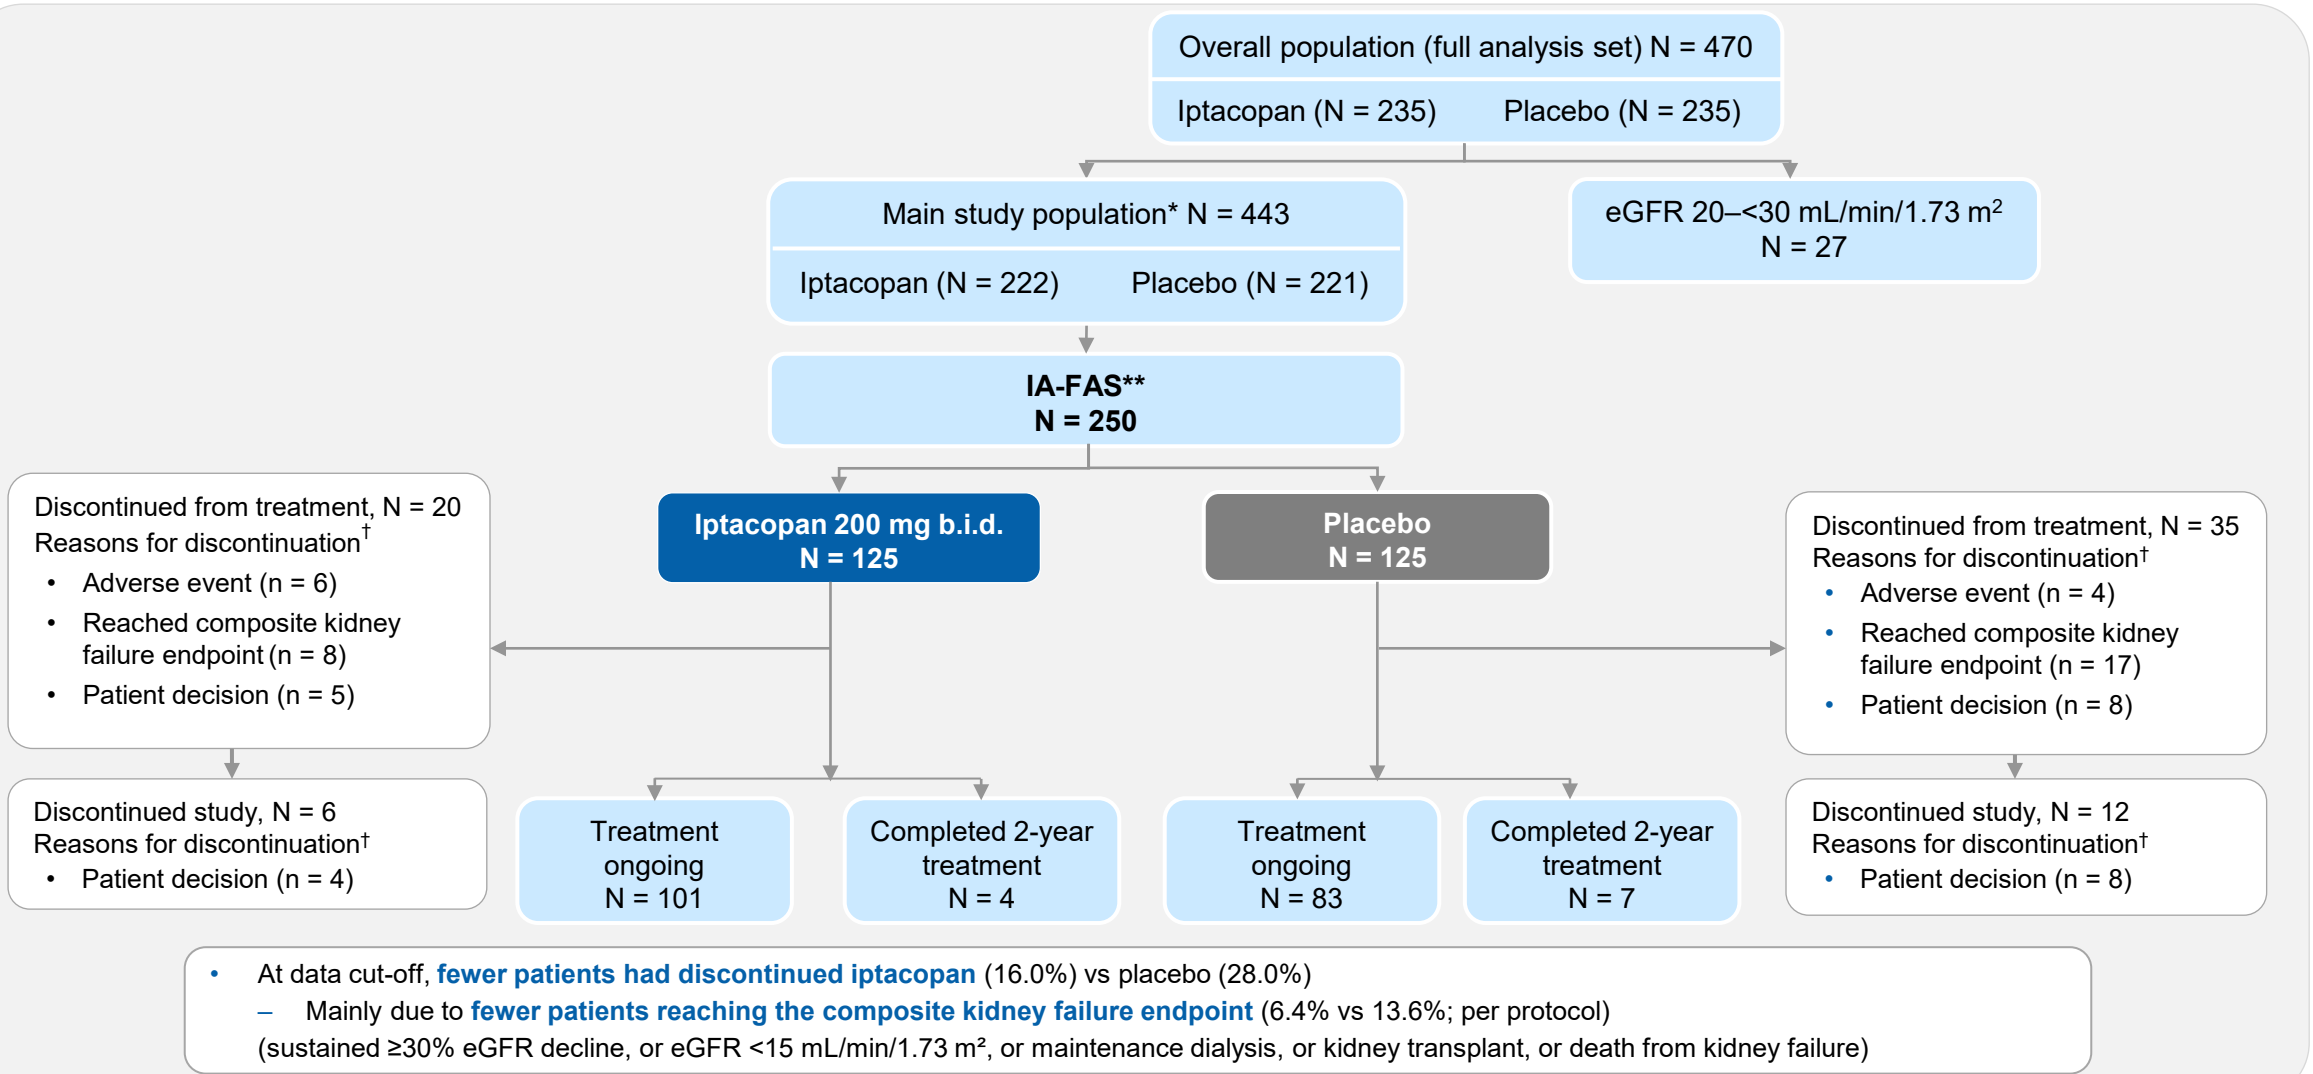 Overall population (full analysis set) N = 470
Iptacopan (N = 235) Placebo (N = 235)
Main study population* N = 443
Iptacopan (N = 222) Placebo (N = 221)
eGFR 20–<30 mL/min/1.73 m²
N = 27
IA-FAS**
N = 250
Discontinued from treatment, N = 20
Reasons for discontinuation†
• Adverse event (n = 6)
• Reached composite kidney
failure endpoint (n = 8)
• Patient decision (n = 5)
Iptacopan 200 mg b.i.d.
N = 125
Placebo
N = 125
Discontinued from treatment, N = 35
Reasons for discontinuation†
• Adverse event (n = 4)
• Reached composite kidney
failure endpoint (n = 17)
• Patient decision (n = 8)
Discontinued study, N = 6
Reasons for discontinuation†
• Patient decision (n = 4)
Treatment
ongoing
N = 101
Completed 2-year
treatment
N = 4
Treatment
ongoing
N = 83
Completed 2-year
treatment
N = 7
Discontinued study, N = 12
Reasons for discontinuation†
• Patient decision (n = 8)
• At data cut-off, fewer patients had discontinued iptacopan (16.0%) vs placebo (28.0%)
– Mainly due to fewer patients reaching the composite kidney failure endpoint (6.4% vs 13.6%; per protocol)
(sustained ≥30% eGFR decline, or eGFR <15 mL/min/1.73 m², or maintenance dialysis, or kidney transplant, or death from kidney failure)